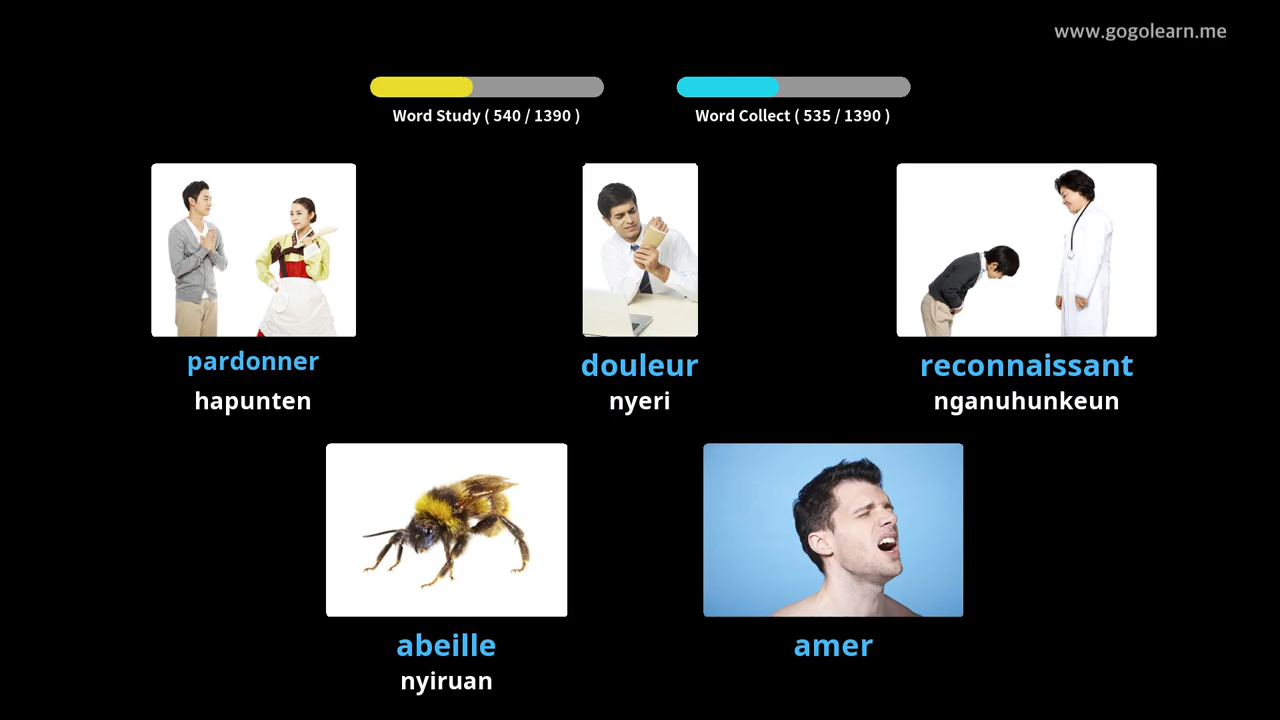 www.gogolearn.me
Word Study ( 540 / 1390 )
Word Collect ( 535 / 1390 )
pardonner
hapunten
douleur
nyeri
reconnaissant
nganuhunkeun
abeille
nyiruan
amer